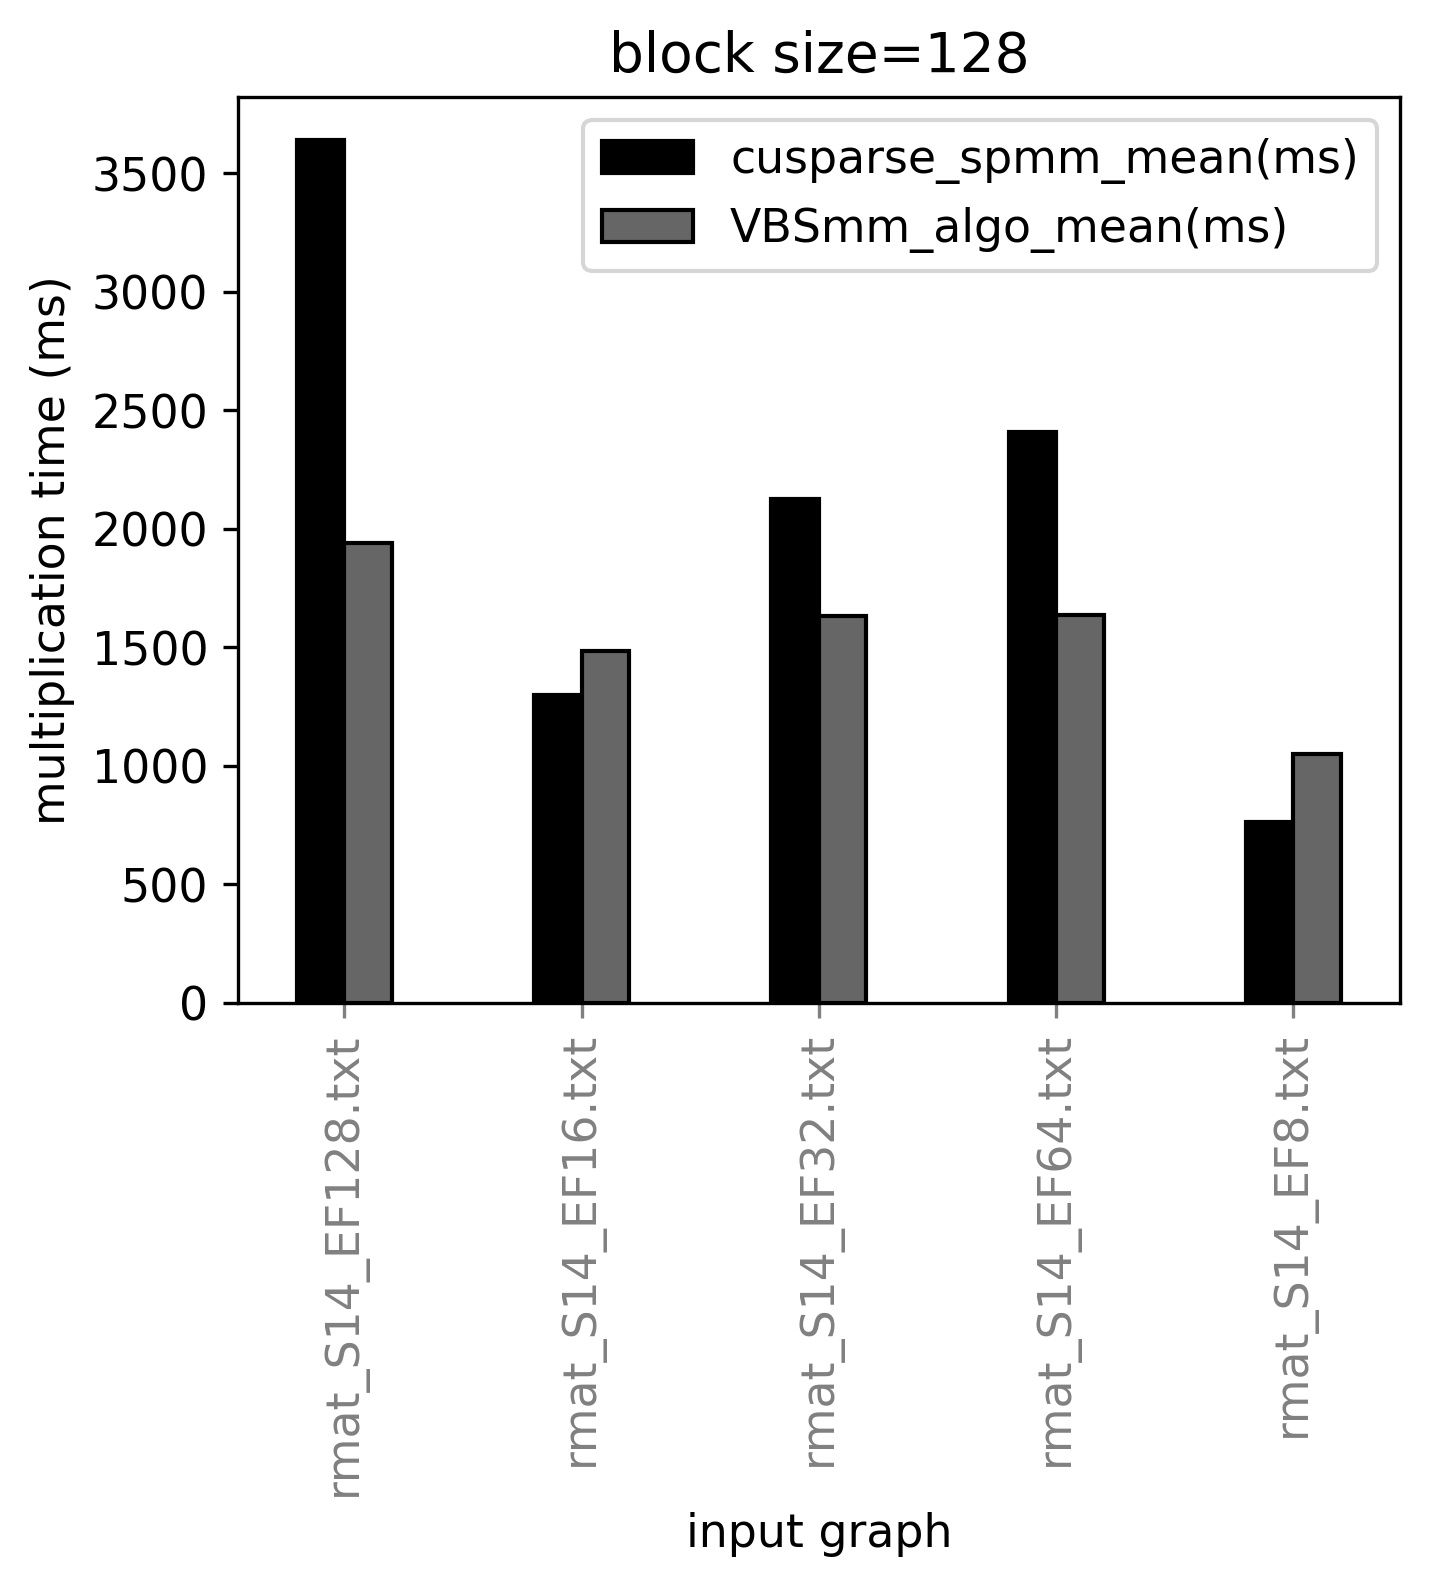 block size=128
cusparse_spmm_mean(ms)
VBSmm_algo_mean(ms)
multiplication time (ms)
3500
3000
2500
2000
1500
1000
500
0
rmat_S14_EF128.txt
rmat_S14_EF16.txt
rmat_S14_EF32.txt
rmat_S14_EF64.txt
rmat_S14_EF8.txt
input graph